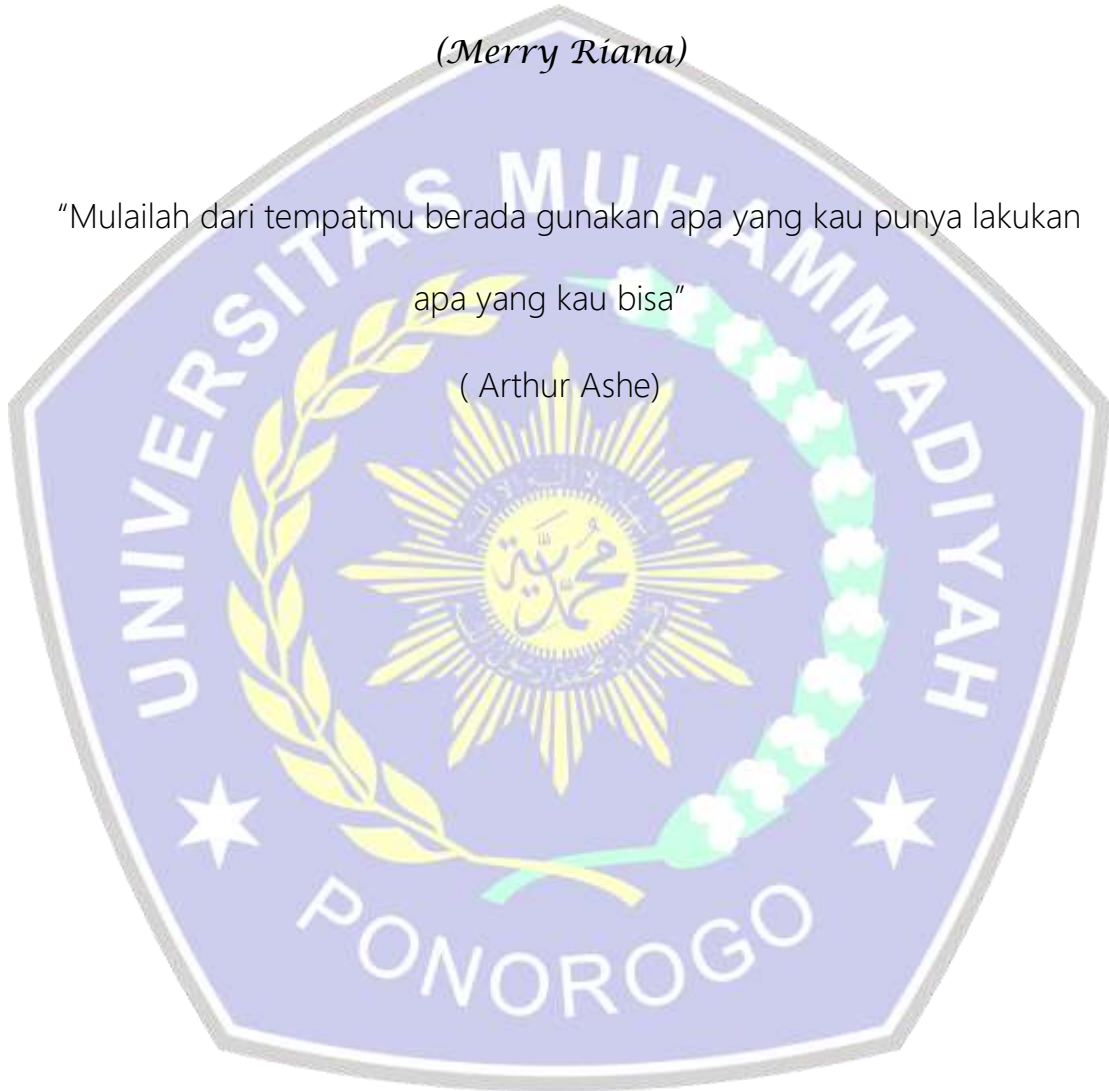 (Merry Riana)
“Mulailah dari tempatmu berada gunakan apa yang kau punya lakukan
apa yang kau bisa”
( Arthur Ashe)
UNIVERSITAS MUHAMMADIYAH
PONOROGO
محمدية